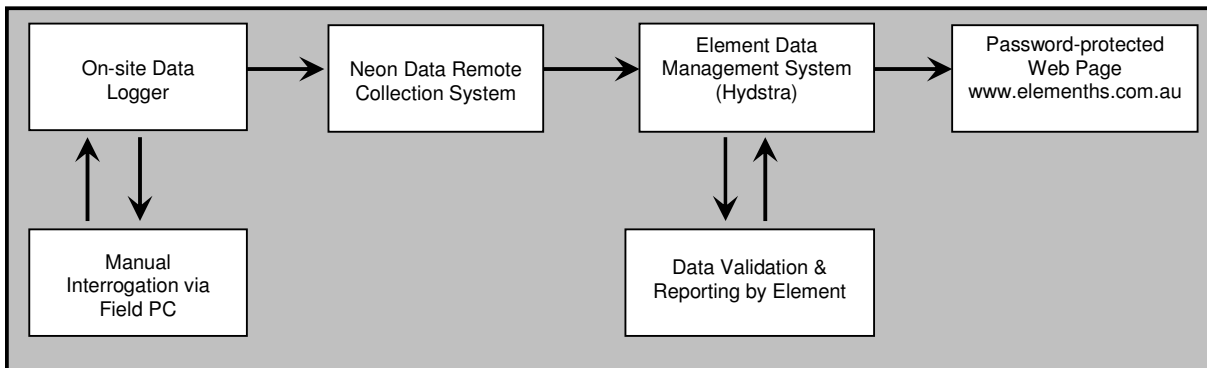 On-site Data
Logger
Neon Data Remote
Collection System
Element Data
Management System
(Hydstra)
Password-protected
Web Page
www.elementhsc.com.au
Manual
Interrogation via
Field PC
Data Validation &
Reporting by Element